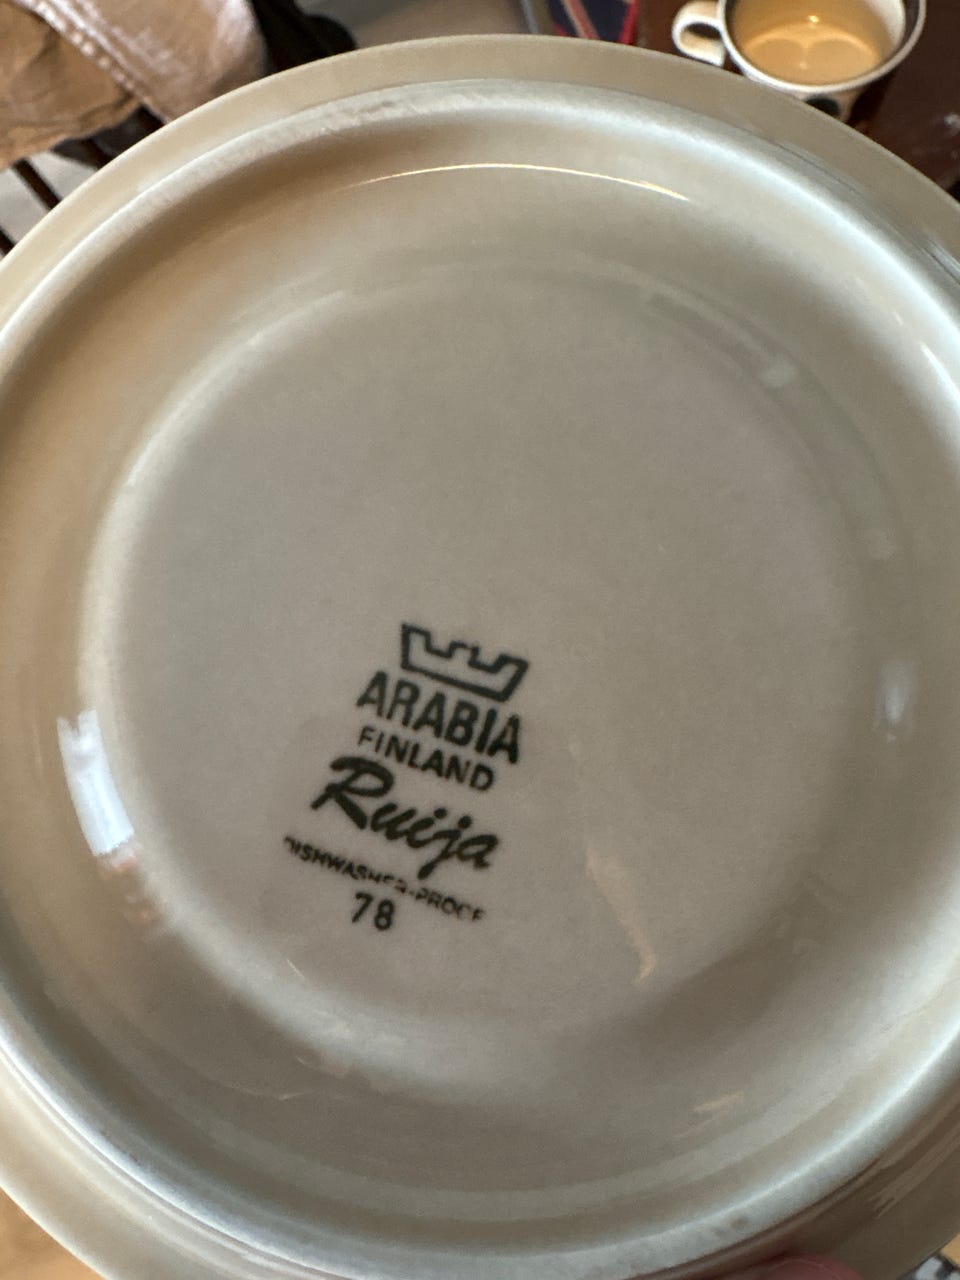 ARABIA
FINLAND
Ruija
DISHWASHER-PROOF
78